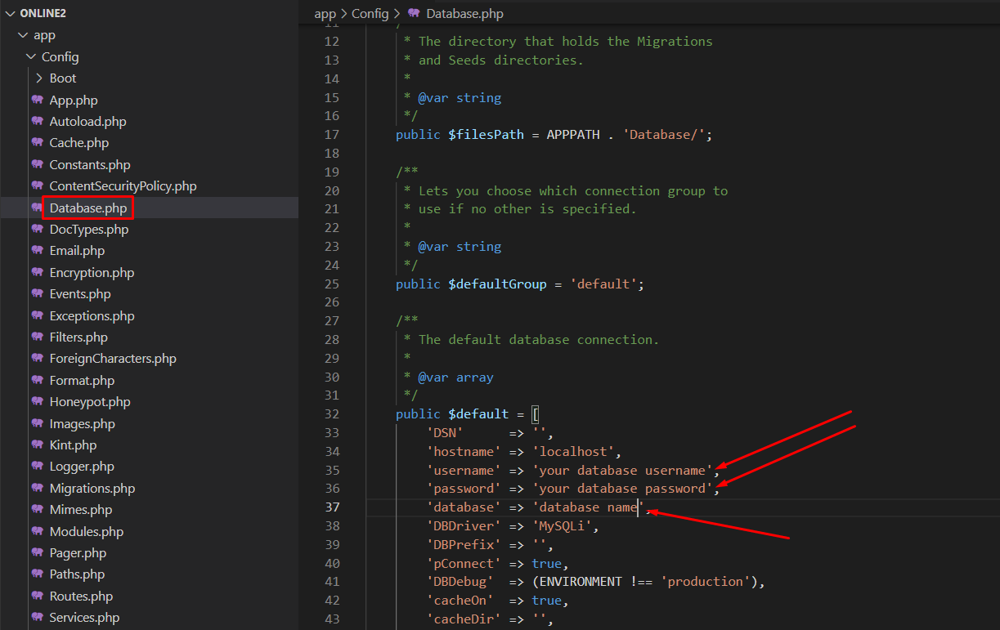 ONLINE2
app
Config
Boot
App.php
Autoload.php
Cache.php
Constants.php
ContentSecurityPolicy.php
Database.php
DocTypes.php
Email.php
Encryption.php
Events.php
Exceptions.php
Filters.php
ForeignCharacters.php
Format.php
Honeypot.php
Images.php
Kint.php
Logger.php
Migrations.php
Mimes.php
Modules.php
Pager.php
Paths.php
Routes.php
Services.php
app > Config > Database.php
11 /
12 * The directory that holds the Migrations
13 * and Seeds directories.
14 *
15 * @var string
16 */
17 public $filesPath = APPPATH . 'Database/';
18
19 /**
20 * Lets you choose which connection group to
21 * use if no other is specified.
22 *
23 * @var string
24 */
25 public $defaultGroup = 'default';
26
27 /**
28 * The default database connection.
29 *
30 * @var array
31 */
32 public $default = [
33 'DSN' => '',
34 'hostname' => 'localhost',
35 'username' => 'your database username',
36 'password' => 'your database password',
37 'database' => 'database name',
38 'DBDriver' => 'MySQLi',
39 'DBPrefix' => '',
40 'pConnect' => true,
41 'DBDebug' => (ENVIRONMENT !== 'production'),
42 'cacheOn' => true,
43 'cacheDir' => '',